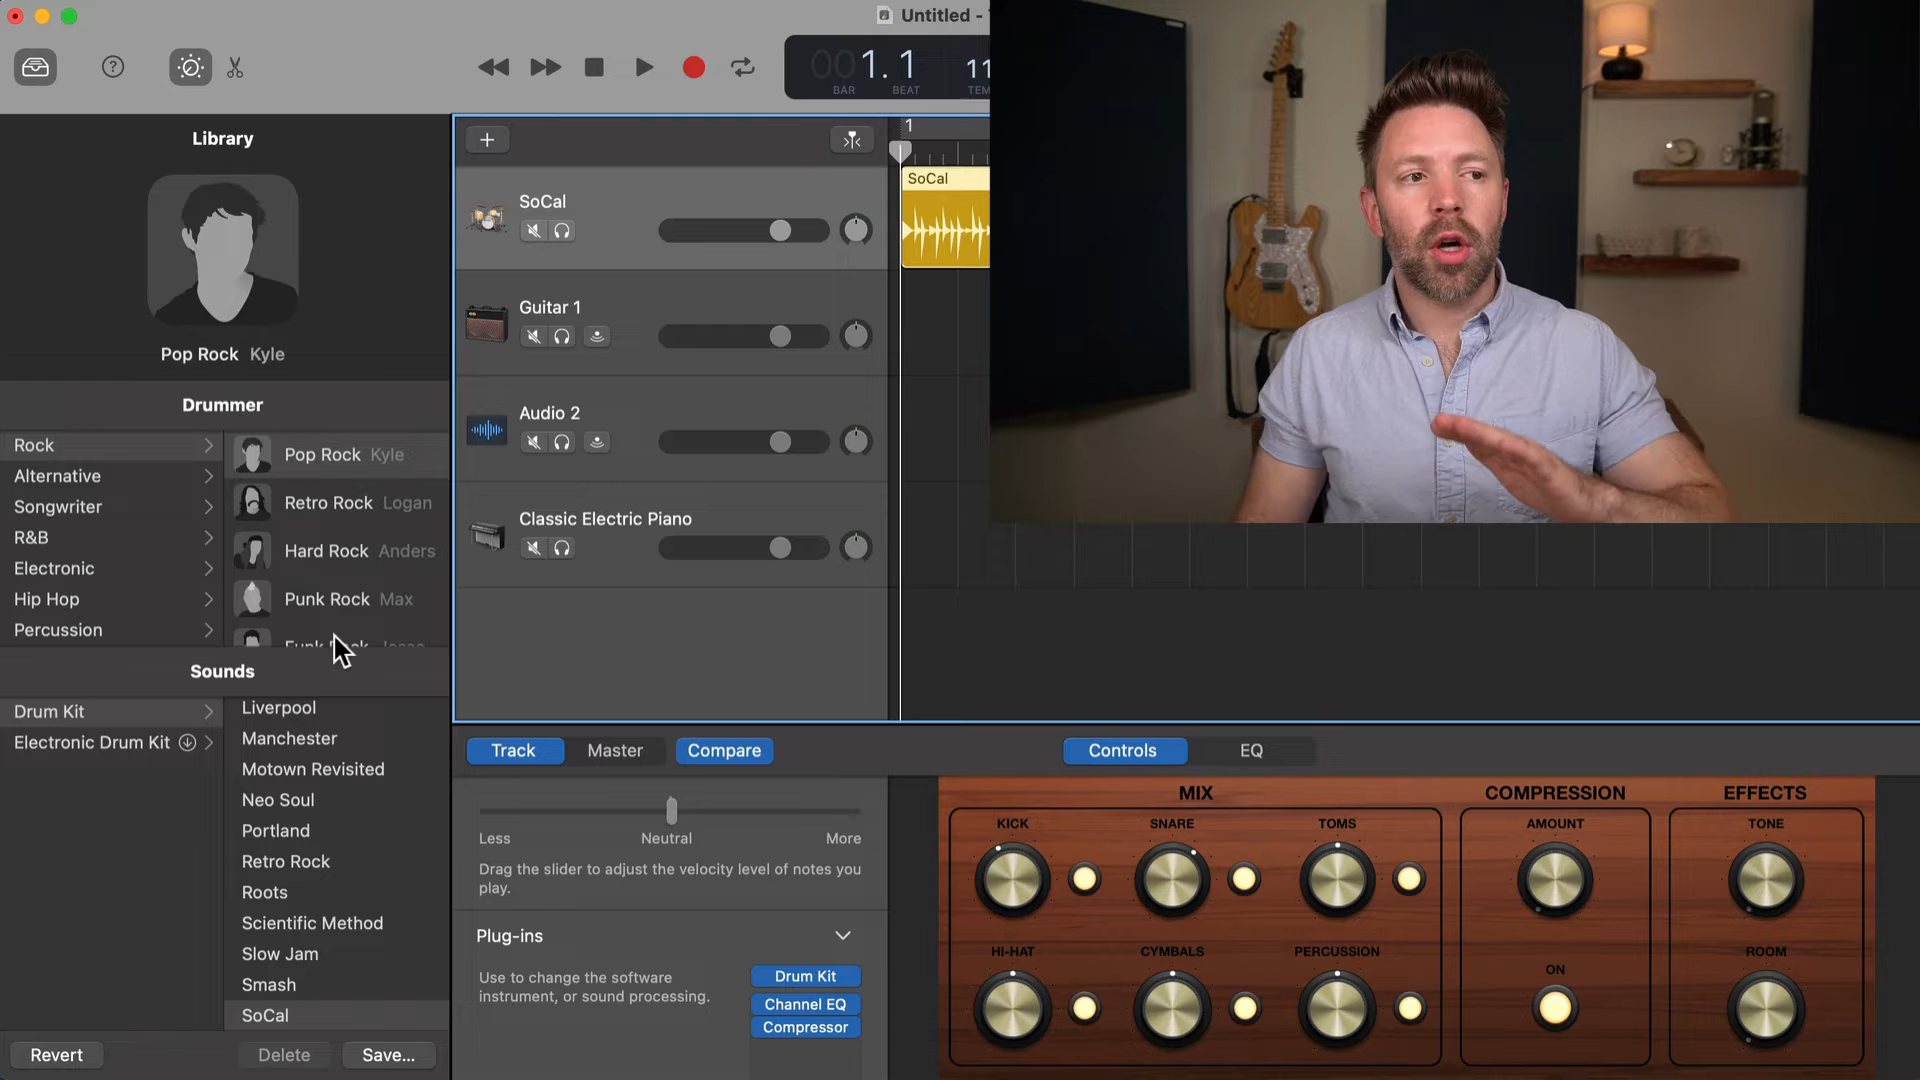 Untitled -
00 1. 1 11
BAR BEAT TEM
Library
Pop Rock Kyle
Drummer
Rock
Alternative
Songwriter
R&B
Electronic
Hip Hop
Percussion
Pop Rock Kyle
Retro Rock Logan
Hard Rock Anders
Punk Rock Max
Sounds
Drum Kit
Electronic Drum Kit
Liverpool
Manchester
Motown Revisited
Neo Soul
Portland
Retro Rock
Roots
Scientific Method
Slow Jam
Smash
SoCal
Revert Delete Save...
1
SoCal
SoCal
Guitar 1
Audio 2
Classic Electric Piano
Track Master Compare
Controls EQ
Less Neutral More
Drag the slider to adjust the velocity level of notes you
play.
Plug-ins
Use to change the software
instrument, or sound processing.
Drum Kit
Channel EQ
Compressor
MIX COMPRESSION EFFECTS
KICK SNARE TOMS AMOUNT TONE
HI-HAT CYMBALS PERCUSSION ON ROOM